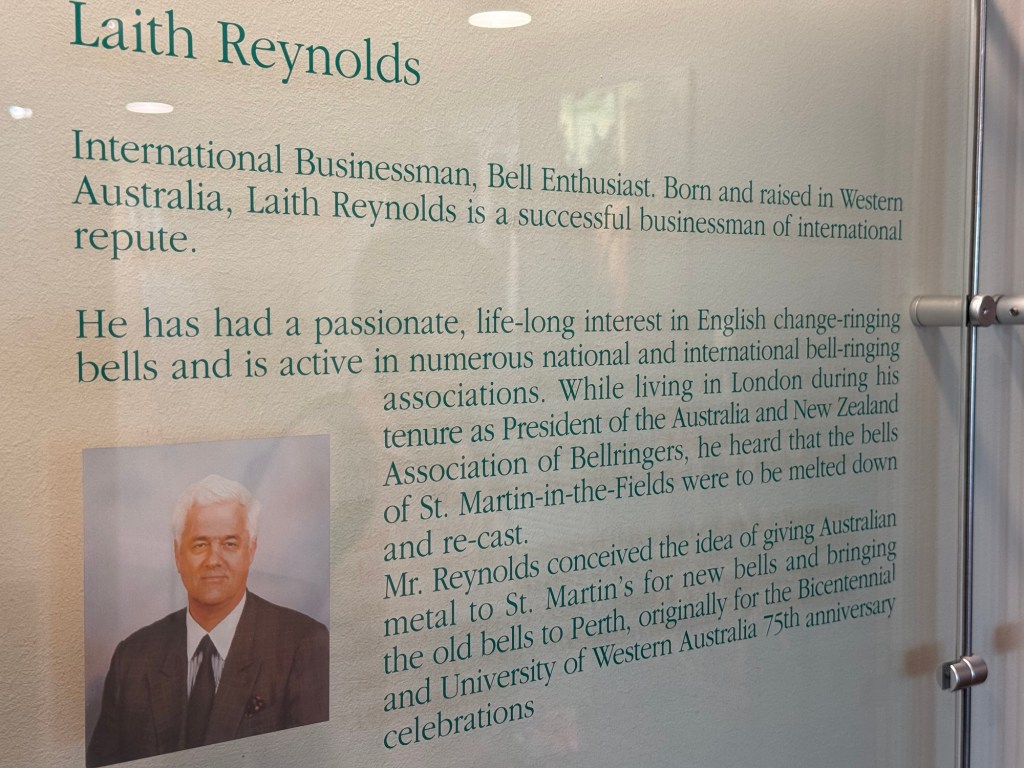 Laith Reynolds
International Businessman, Bell Enthusiast. Born and raised in Western
Australia, Laith Reynolds is a successful businessman of international
repute.
He has had a passionate, life-long interest in English change-ringing
bells and is active in numerous national and international bell-ringing
associations. While living in London during his
tenure as President of the Australia and New Zealand
Association of Bellringers, he heard that the bells
of St. Martin-in-the-Fields were to be melted down
and re-cast.
Mr. Reynolds conceived the idea of giving Australian
metal to St. Martin's for new bells and bringing
the old bells to Perth, originally for the Bicentennial
and University of Western Australia 75th anniversary
celebrations